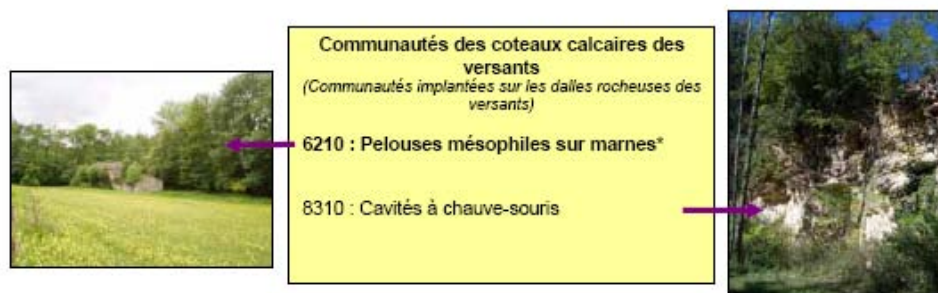 Communautés des coteaux calcaires des
versants
(Communautés implantées sur les dalles rocheuses des
versants)
6210 : Pelouses mésophiles sur marnes*
8310 : Cavités à chauve-souris